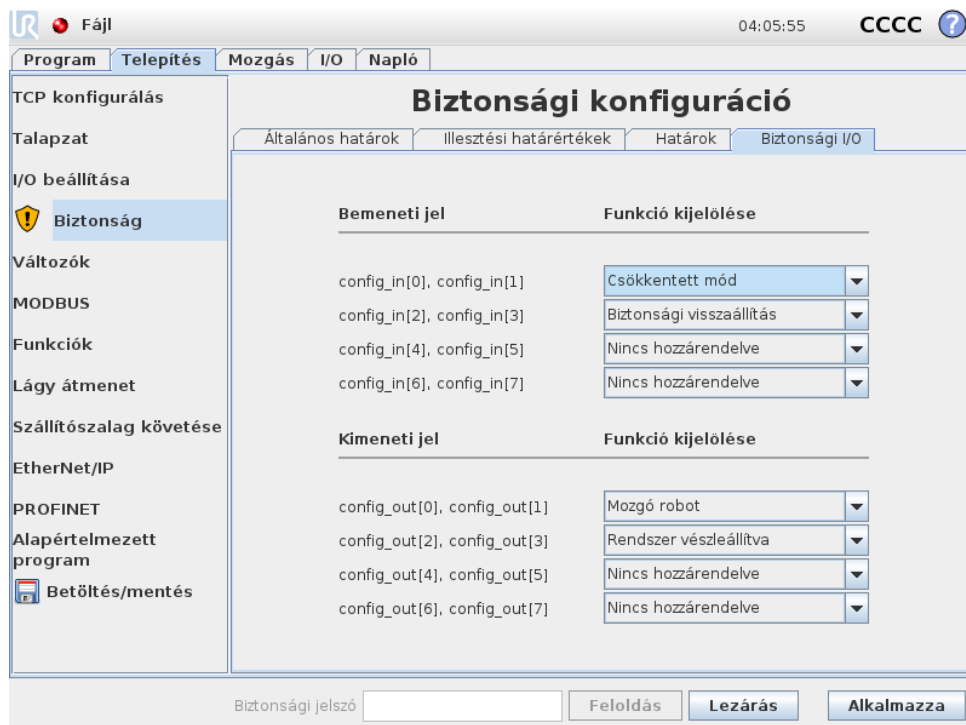 UR Fájl 04:05:55 CCCC ?
Program Telepítés Mozgás I/O Napló
TCP konfigurálás
Talapzat
I/O beállítása
Biztonság
Változók
MODBUS
Funkciók
Lágy átmenet
Szállítószalag követése
EtherNet/IP
PROFINET
Alapértelmezett
program
Betöltés/mentés
Biztonsági konfiguráció
Általános határok Illesztési határértékek Határok Biztonsági I/O
Bemeneti jel Funkció kijelölése
config_in[0], config_in[1] Csökkentett mód
config_in[2], config_in[3] Biztonsági visszaállítás
config_in[4], config_in[5] Nincs hozzárendelve
config_in[6], config_in[7] Nincs hozzárendelve
Kimeneti jel Funkció kijelölése
config_out[0], config_out[1] Mozgó robot
config_out[2], config_out[3] Rendszer vészleállítva
config_out[4], config_out[5] Nincs hozzárendelve
config_out[6], config_out[7] Nincs hozzárendelve
Biztonsági jelszó Feloldás Lezárás Alkalmazza